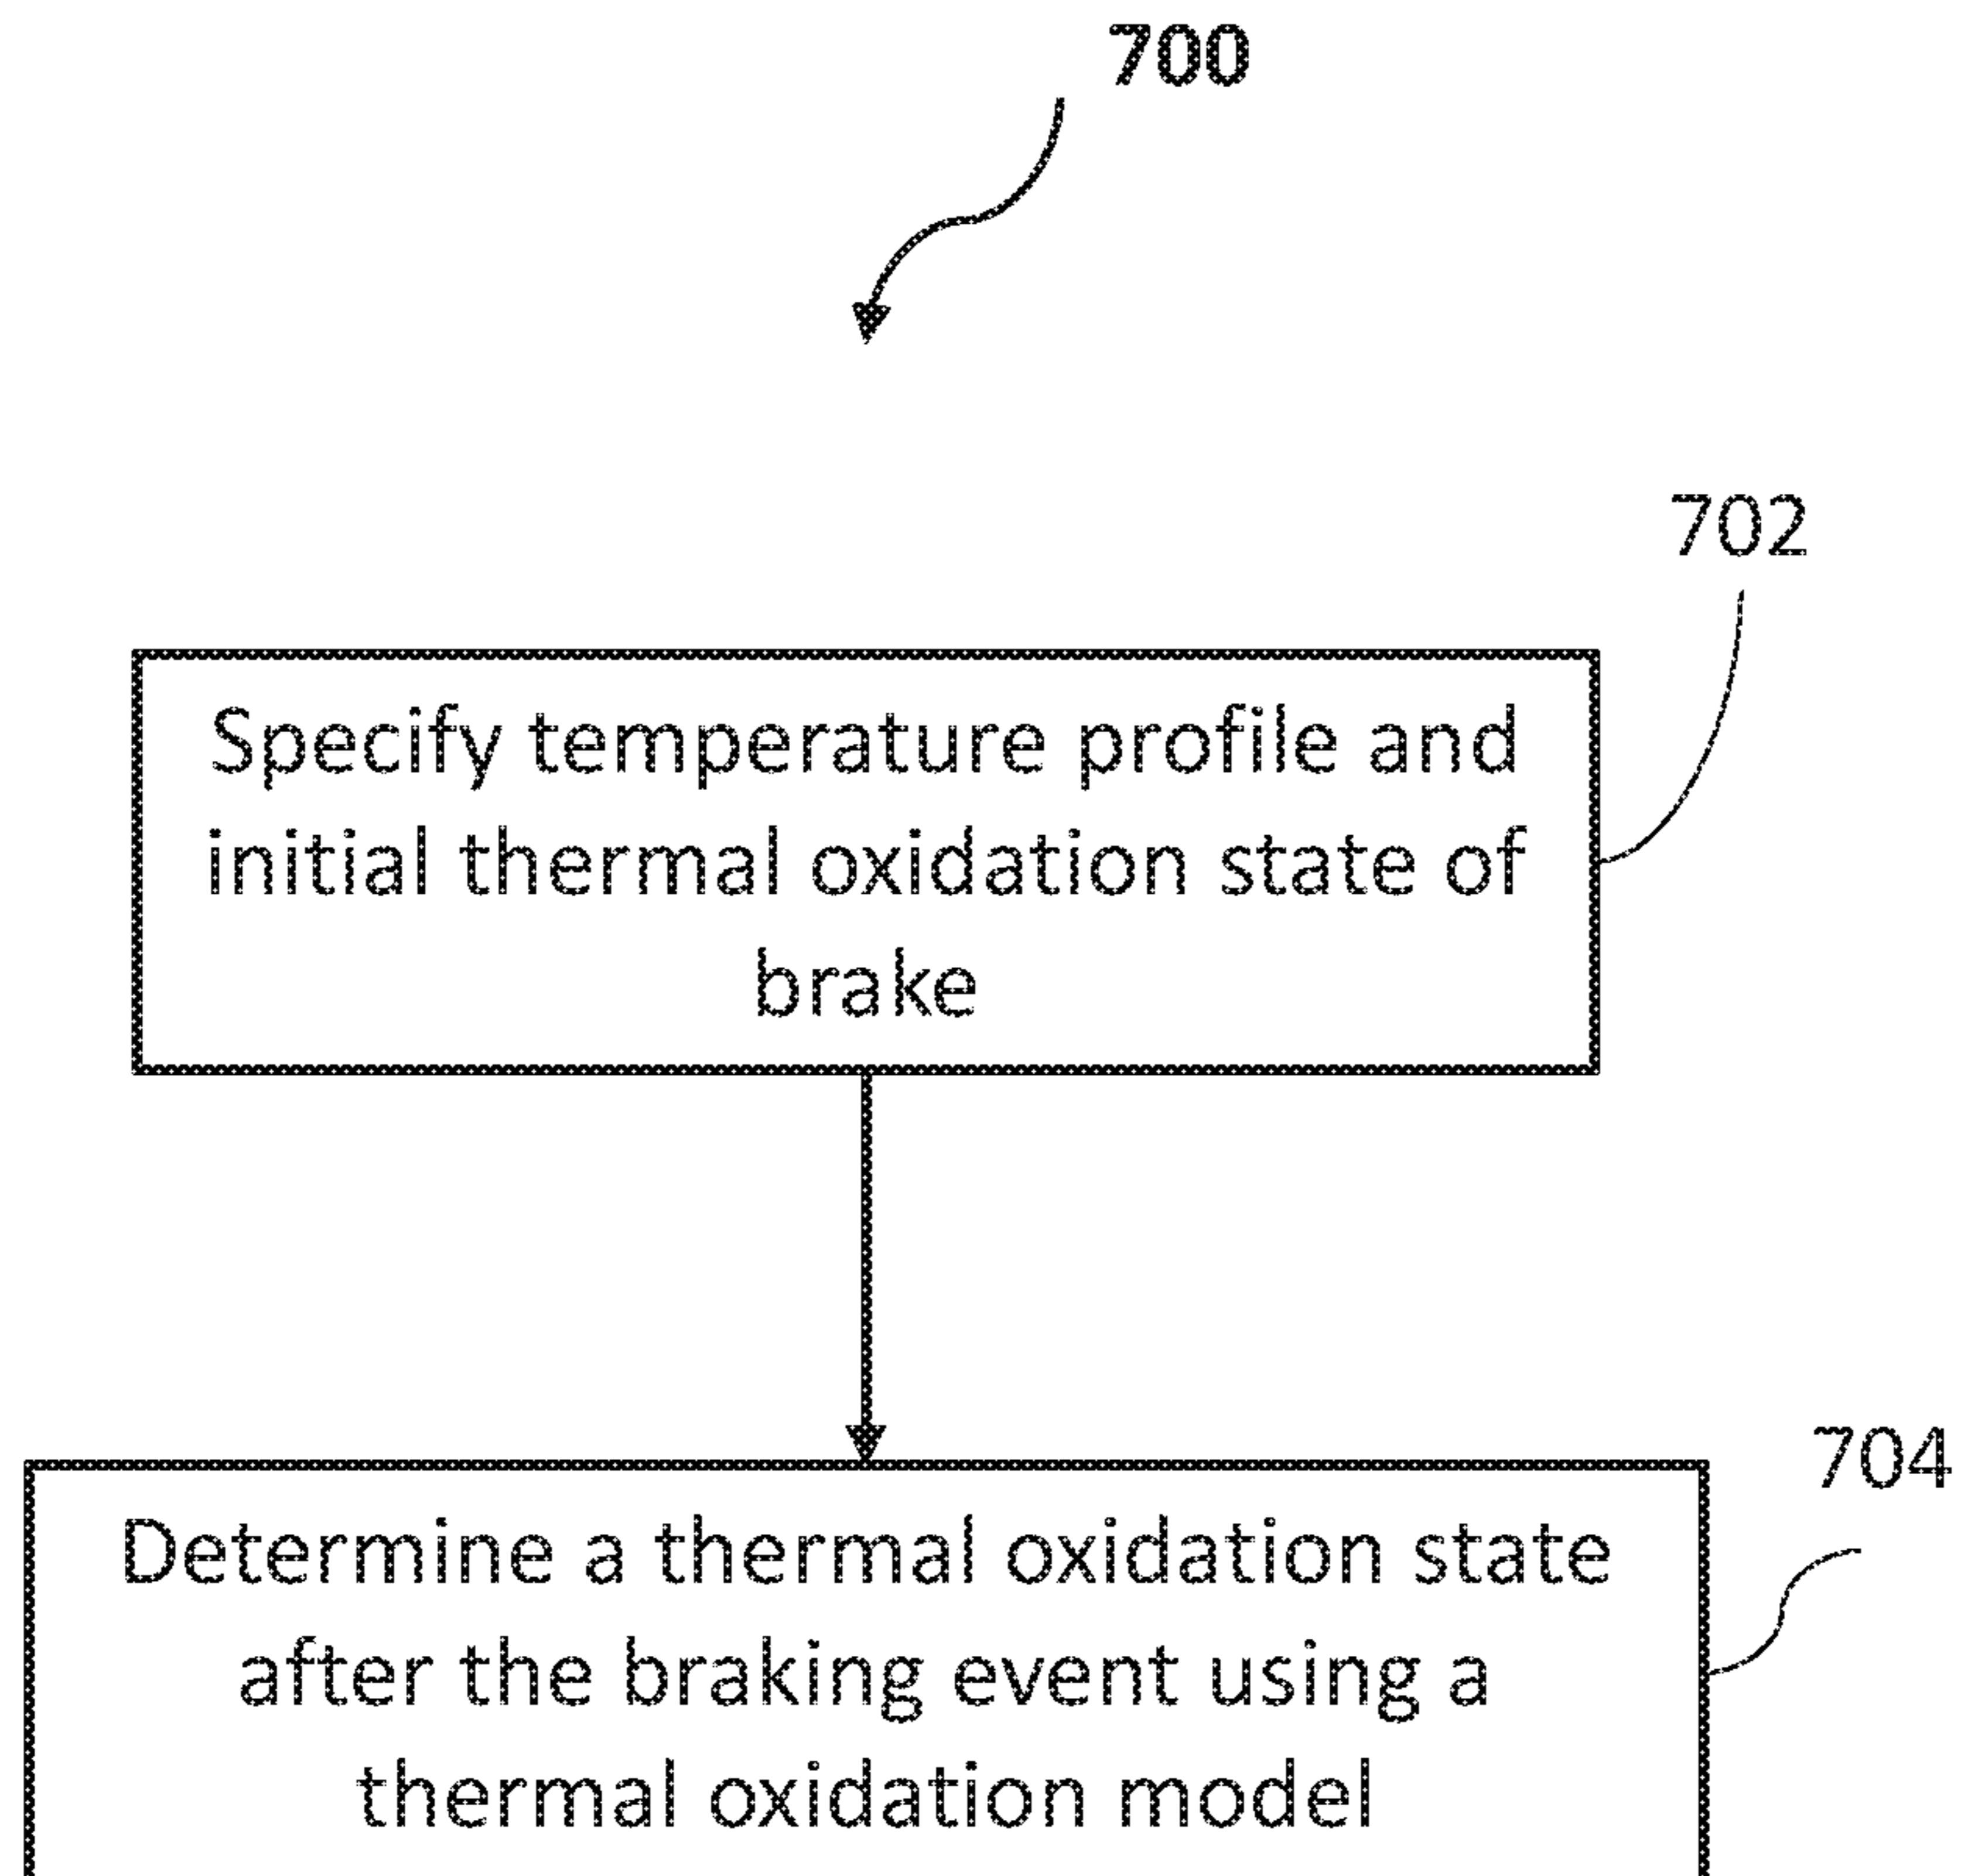 700
702
Specify temperature profile and
initial thermal oxidation state of
brake
704
Determine a thermal oxidation state
after the braking event using a
thermal oxidation model